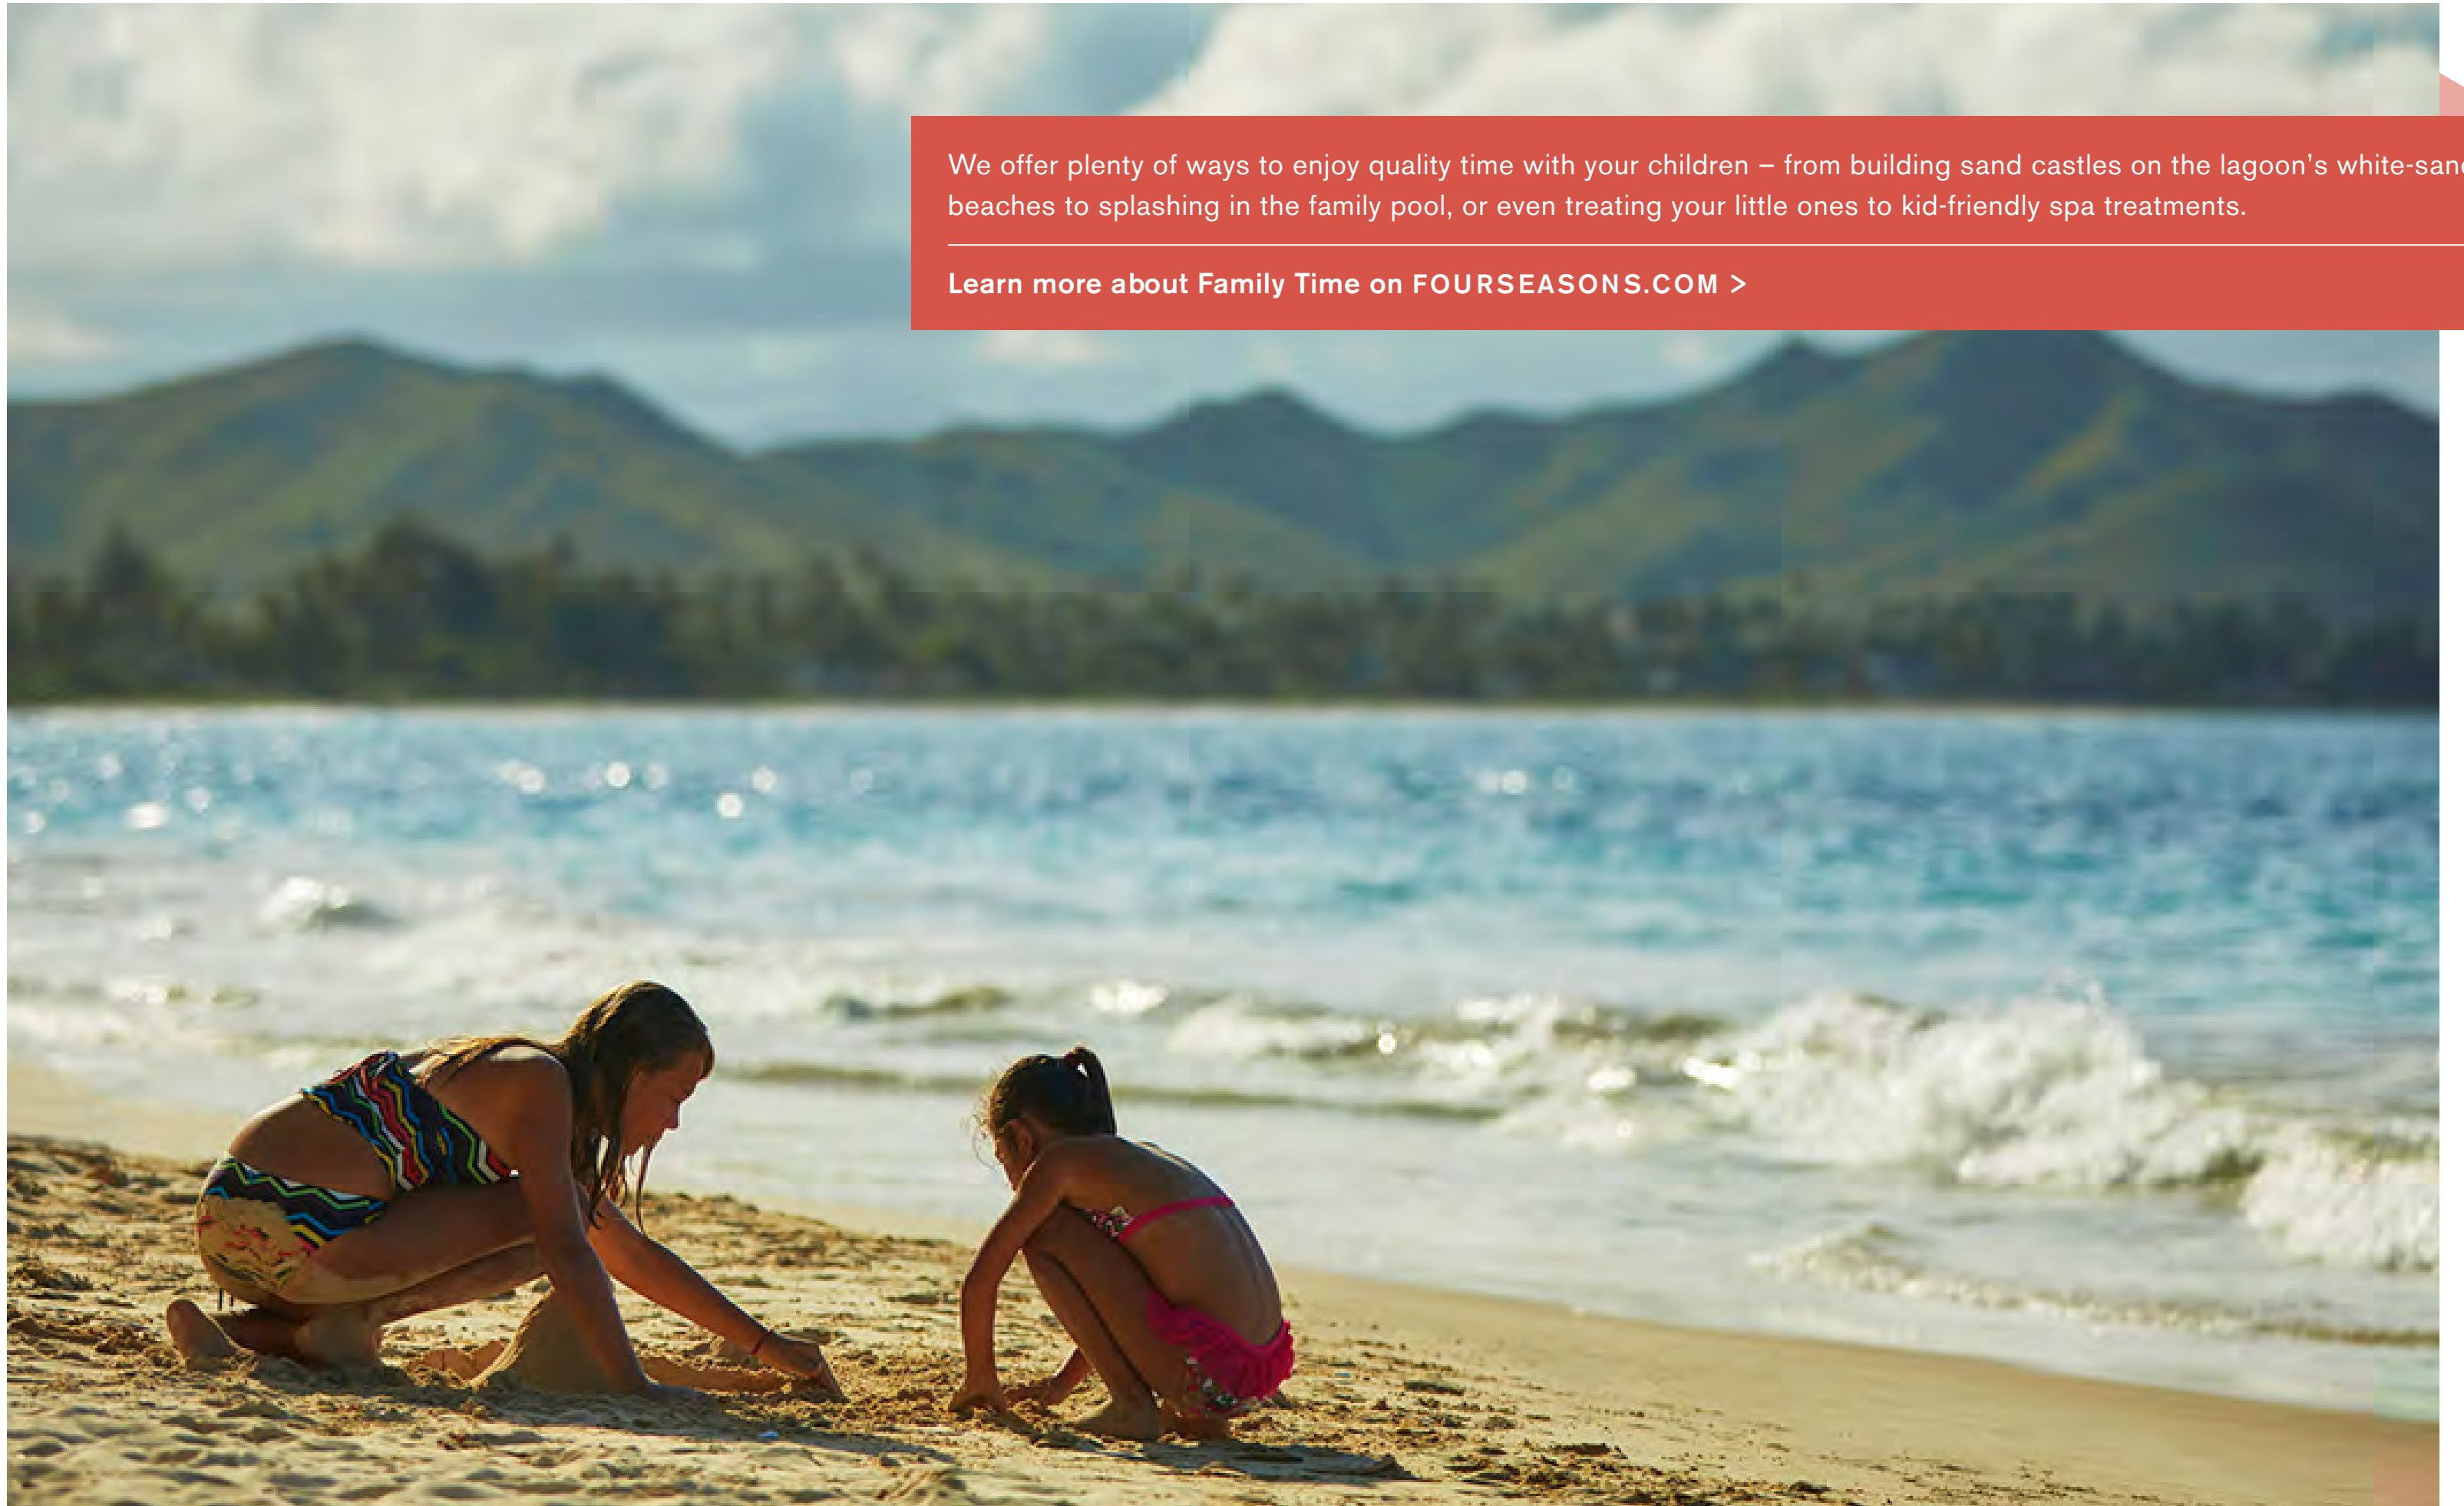 We offer plenty of ways to enjoy quality time with your children – from building sand castles on the lagoon’s white-sand
beaches to splashing in the family pool, or even treating your little ones to kid-friendly spa treatments.
Learn more about Family Time on FOURSEASONS.COM >